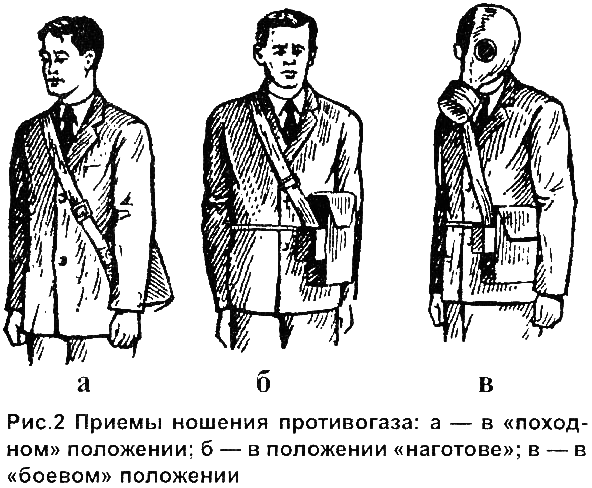 а б в
Рис.2 Приемы ношения противогаза: а — в «поход-
ном» положении; б — в положении «наготове»; в — в
«боевом» положении